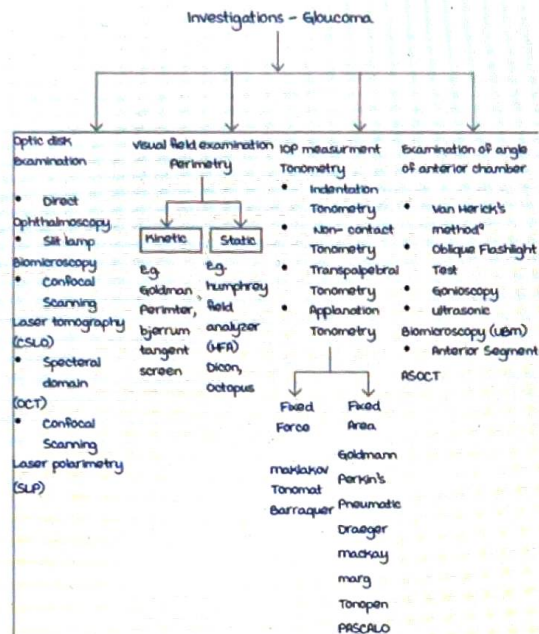 Investigations - Gloucoma
Optic disk
Examination
• Direct
Ophthalmoscopy
• Slit lamp
Biomicroscopy
• Confocal
Scanning
Laser tomography
(CSLO)
• Specteral
domain
(OCT)
• Confocal
Scanning
Laser polarimetry
(SLP)
Visual field examination
Perimetry
Kinetic
E.g.
Goldman
Perimter,
bjerrum
tangent
screen
Static
E.g.
humphrey
field
analyzer
(HFA)
Dicon,
Octopus
IOP measurment
Tonometry
• Indentation
Tonometry
• Non- contact
Tonometry
• Transpalpebral
Tonometry
• Applanation
Tonometry
Fixed
Force
maklakov
Tonomat
Barraquer
Fixed
Area
Goldmann
Perkin's
Pneumatic
Draeger
mackay
marg
Tonopen
PASCALO
Examination of angle
of anterior chamber
• Van Herick's
method°
• Oblique Flashlight
Test
• Gonioscopy
• ultrasonic
Biomicroscopy (UBM)
• Anterior Segment
ASOCT